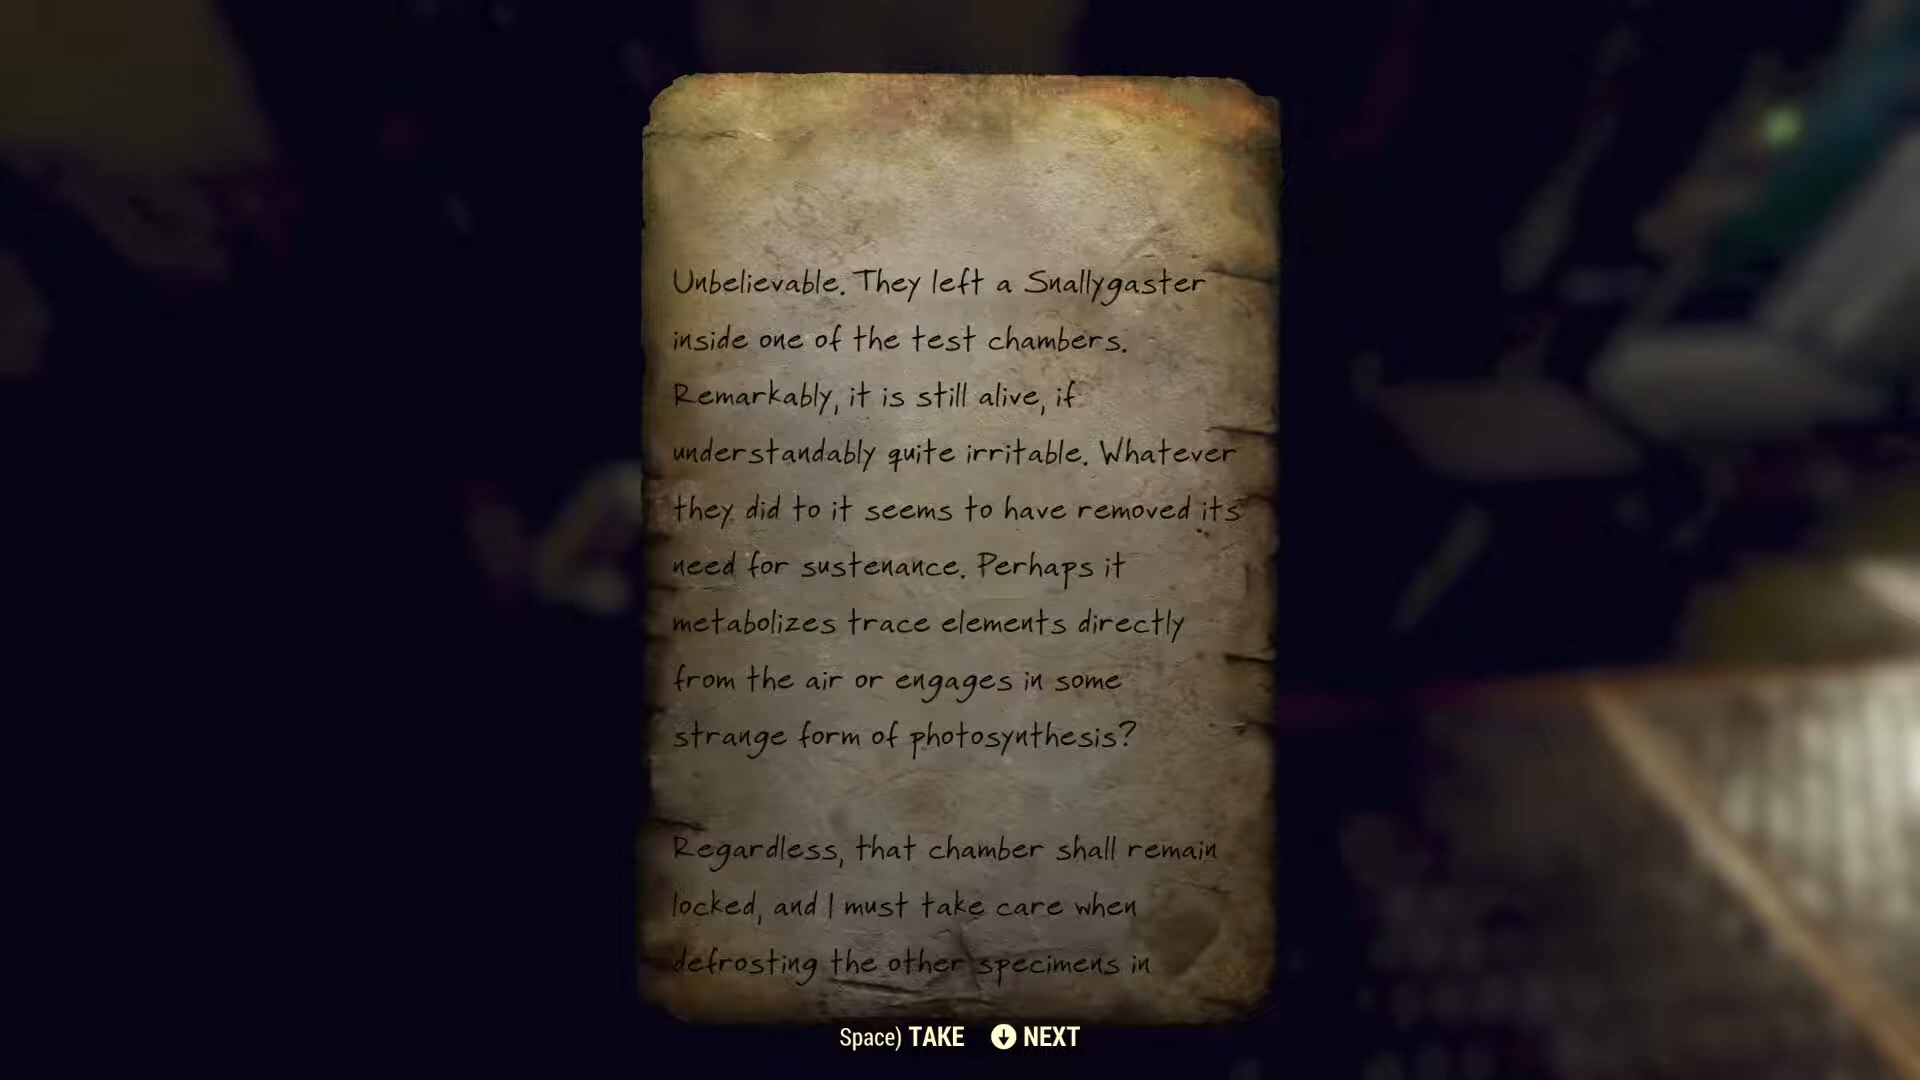 Unbelievable. They left a Snallygaster
inside one of the test chambers.
Remarkably, it is still alive, if
understandably quite irritable. Whatever
they did to it seems to have removed its
need for sustenance. Perhaps it
metabolizes trace elements directly
from the air or engages in some
strange form of photosynthesis?
Regardless, that chamber shall remain
locked, and I must take care when
defrosting the other specimens in
Space) TAKE NEXT